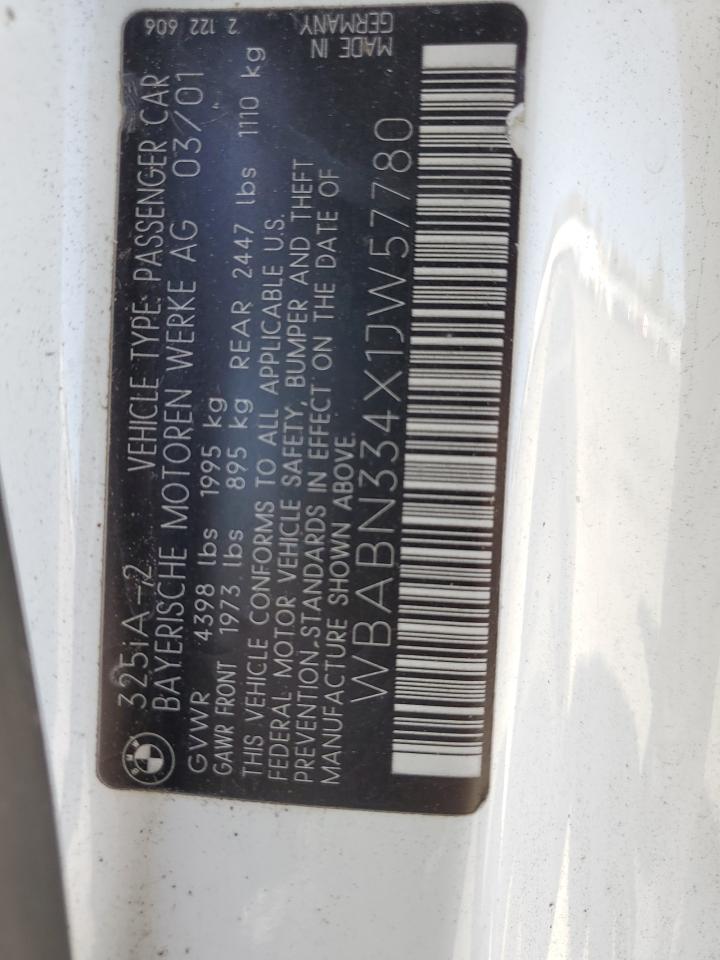 BMW
325iA -2 VEHICLE TYPE: PASSENGER CAR
BAYERISCHE MOTOREN WERKE AG 03/01
GVWR 4398 lbs 1995 kg
GAWR FRONT 1973 lbs 895 kg REAR 2447 lbs 1110 kg
THIS VEHICLE CONFORMS TO ALL APPLICABLE U.S.
FEDERAL MOTOR VEHICLE SAFETY, BUMPER AND THEFT
PREVENTION STANDARDS IN EFFECT ON THE DATE OF
MANUFACTURE SHOWN ABOVE.
WBABN334X1JW57780
2 122 606
MADE IN
GERMANY